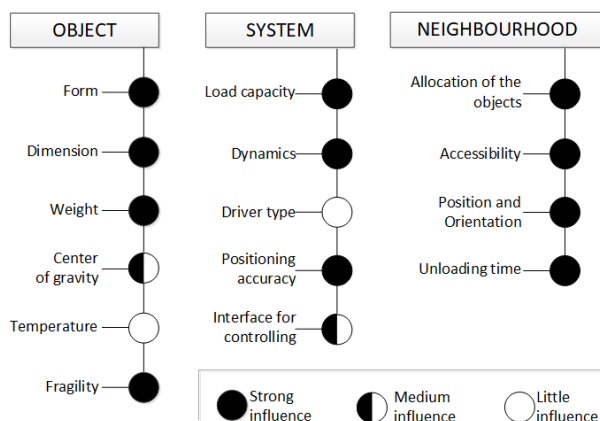 OBJECT
Form
Dimension
Weight
Center
of gravity
Temperature
Fragility
SYSTEM
Load capacity
Dynamics
Driver type
Positioning
accuracy
Interface for
controlling
NEIGHBOURHOOD
Allocation of the
objects
Accessibility
Position and
Orientation
Unloading time
Strong
influence
Medium
influence
Little
influence